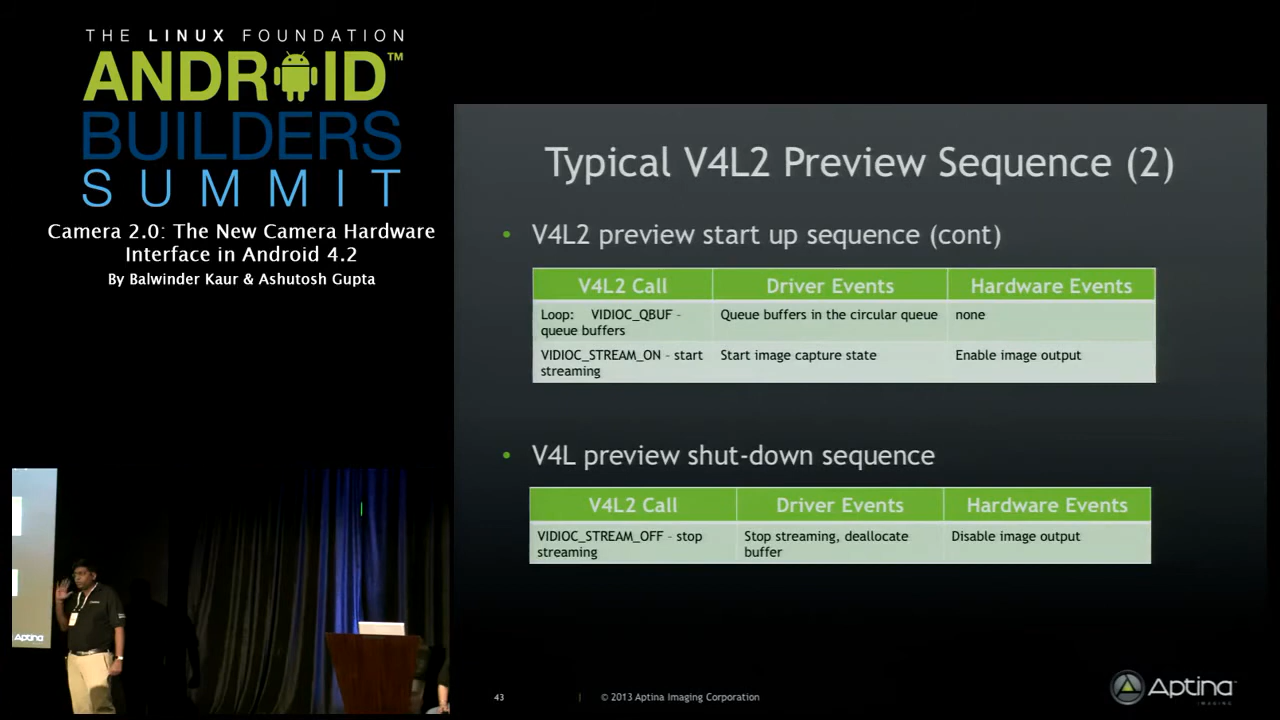 THE LINUX FOUNDATION
ANDROID™
BUILDERS
SUMMIT
Camera 2.0: The New Camera Hardware
Interface in Android 4.2
By Balwinder Kaur & Ashutosh Gupta
Typical V4L2 Preview Sequence (2)
• V4L2 preview start up sequence (cont)
V4L2 Call Driver Events Hardware Events
Loop: VIDIOC_QBUF – Queue buffers in the circular queue none
queue buffers
VIDIOC_STREAM_ON – start Start image capture state Enable image output
streaming
• V4L preview shut-down sequence
V4L2 Call Driver Events Hardware Events
VIDIOC_STREAM_OFF – stop Stop streaming, deallocate Disable image output
streaming buffer
43 | © 2013 Aptina Imaging Corporation
Aptina
IMAGING
Aptina